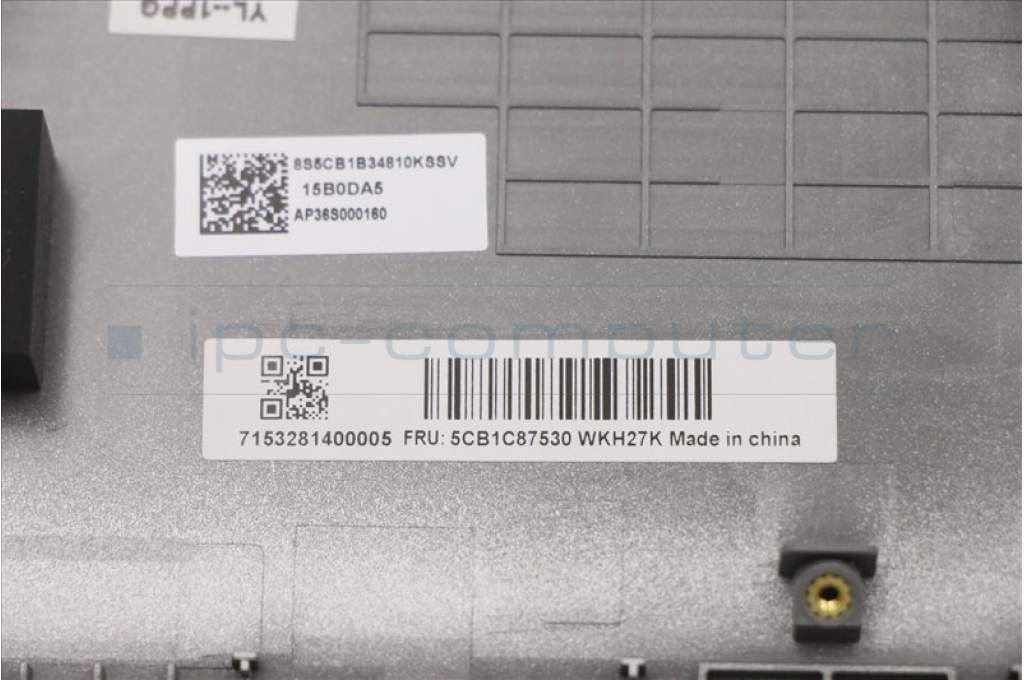 YL--1PPG
8S5CB1B34810KSSV
15B0DA5
AP36S000160
ipc-computer
7153281400005 FRU: 5CB1C87530 WKH27K Made in china